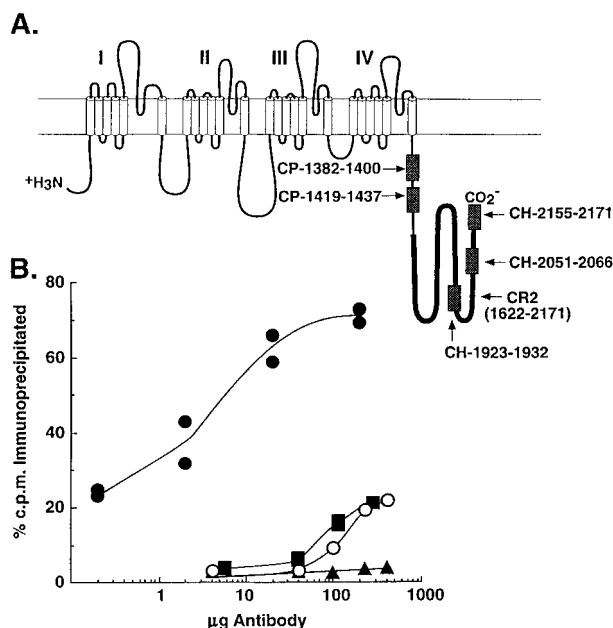 A.
I II III IV
+H3N
CP-1382-1400
CP-1419-1437
CO2-
CH-2155-2171
CH-2051-2066
CR2
(1622-2171)
CH-1923-1932
B.
% c.p.m. Immunoprecipitated
80
60
40
20
0
1 10 100 1000
µg Antibody